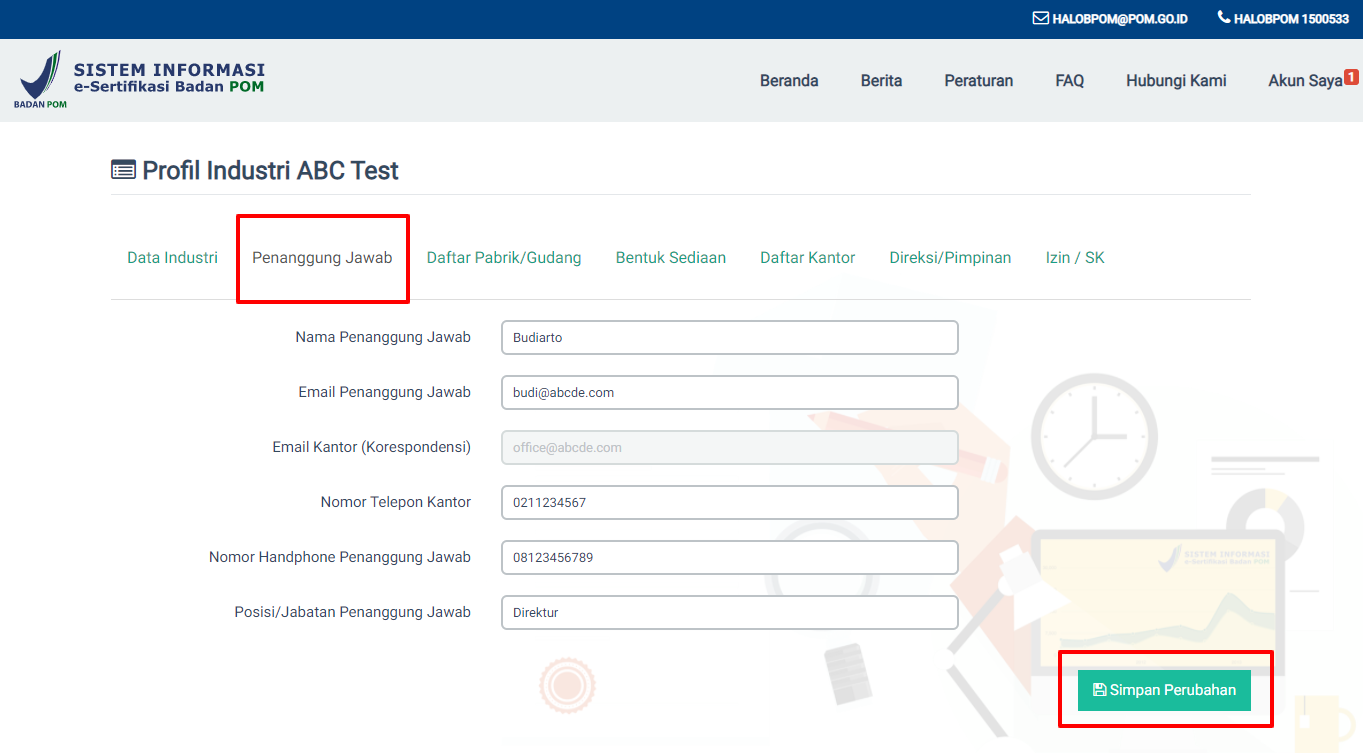 HALOBPOM@POM.GO.ID HALOBPOM 1500533
SISTEM INFORMASI
e-Sertifikasi Badan POM
BADAN POM
Beranda Berita Peraturan FAQ Hubungi Kami Akun Saya 1
Profil Industri ABC Test
Data Industri Penanggung Jawab Daftar Pabrik/Gudang Bentuk Sediaan Daftar Kantor Direksi/Pimpinan Izin / SK
Nama Penanggung Jawab Budiarto
Email Penanggung Jawab budi@abcde.com
Email Kantor (Korespondensi) office@abcde.com
Nomor Telepon Kantor 0211234567
Nomor Handphone Penanggung Jawab 08123456789
Posisi/Jabatan Penanggung Jawab Direktur
SISTEM INFORMASI
e-Sertifikasi Badan POM
Simpan Perubahan